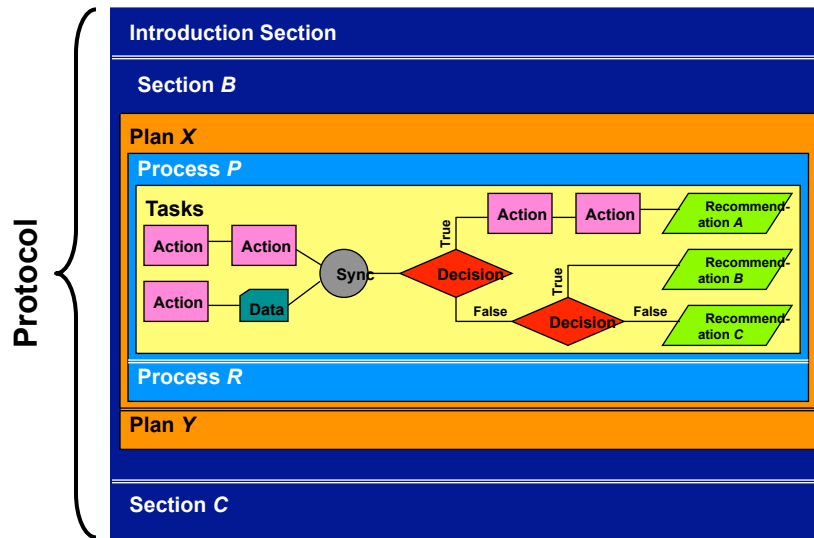 Protocol
Introduction Section
Section B
Plan X
Process P
Tasks
Action
Action
Action
Data
Sync
Decision
True
Action
Action
Recommend-
ation A
False
Decision
True
Recommend-
ation B
False
Recommend-
ation C
Process R
Plan Y
Section C